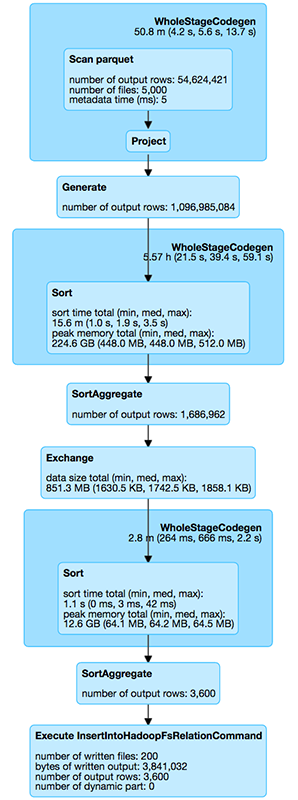 WholeStageCodegen
50.8 m (4.2 s, 5.6 s, 13.7 s)
Scan parquet
number of output rows: 54,624,421
number of files: 5,000
metadata time (ms): 5
Project
Generate
number of output rows: 1,096,985,084
WholeStageCodegen
5.57 h (21.5 s, 39.4 s, 59.1 s)
Sort
sort time total (min, med, max):
15.6 m (1.0 s, 1.9 s, 3.5 s)
peak memory total (min, med, max):
224.6 GB (448.0 MB, 448.0 MB, 512.0 MB)
SortAggregate
number of output rows: 1,686,962
Exchange
data size total (min, med, max):
851.3 MB (1630.5 KB, 1742.5 KB, 1858.1 KB)
WholeStageCodegen
2.8 m (264 ms, 666 ms, 2.2 s)
Sort
sort time total (min, med, max):
1.1 s (0 ms, 3 ms, 42 ms)
peak memory total (min, med, max):
12.6 GB (64.1 MB, 64.2 MB, 64.5 MB)
SortAggregate
number of output rows: 3,600
Execute InsertIntoHadoopFsRelationCommand
number of written files: 200
bytes of written output: 3,841,032
number of output rows: 3,600
number of dynamic part: 0